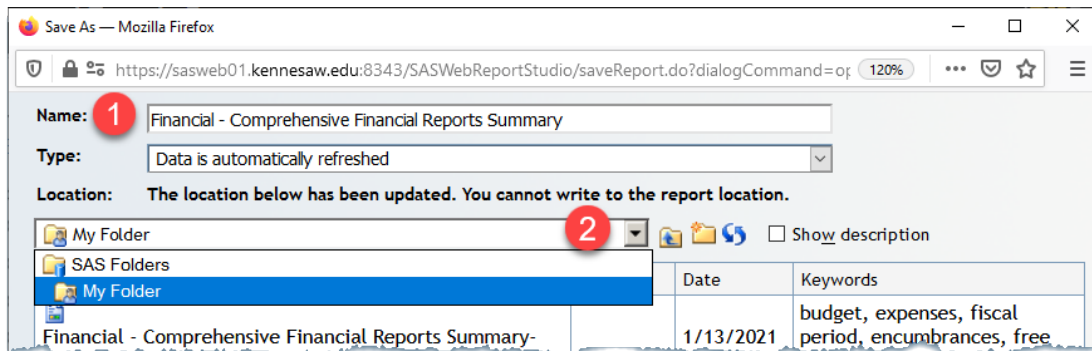 Save As — Mozilla Firefox
https://sasweb01.kennesaw.edu:8343/SASWebReportStudio/saveReport.do?dialogCommand=op 120%
Name: 1 Financial - Comprehensive Financial Reports Summary
Type: Data is automatically refreshed
Location: The location below has been updated. You cannot write to the report location.
My Folder 2 Show description
SAS Folders
My Folder
Date Keywords
Financial - Comprehensive Financial Reports Summary- 1/13/2021 budget, expenses, fiscal
period, encumbrances, free